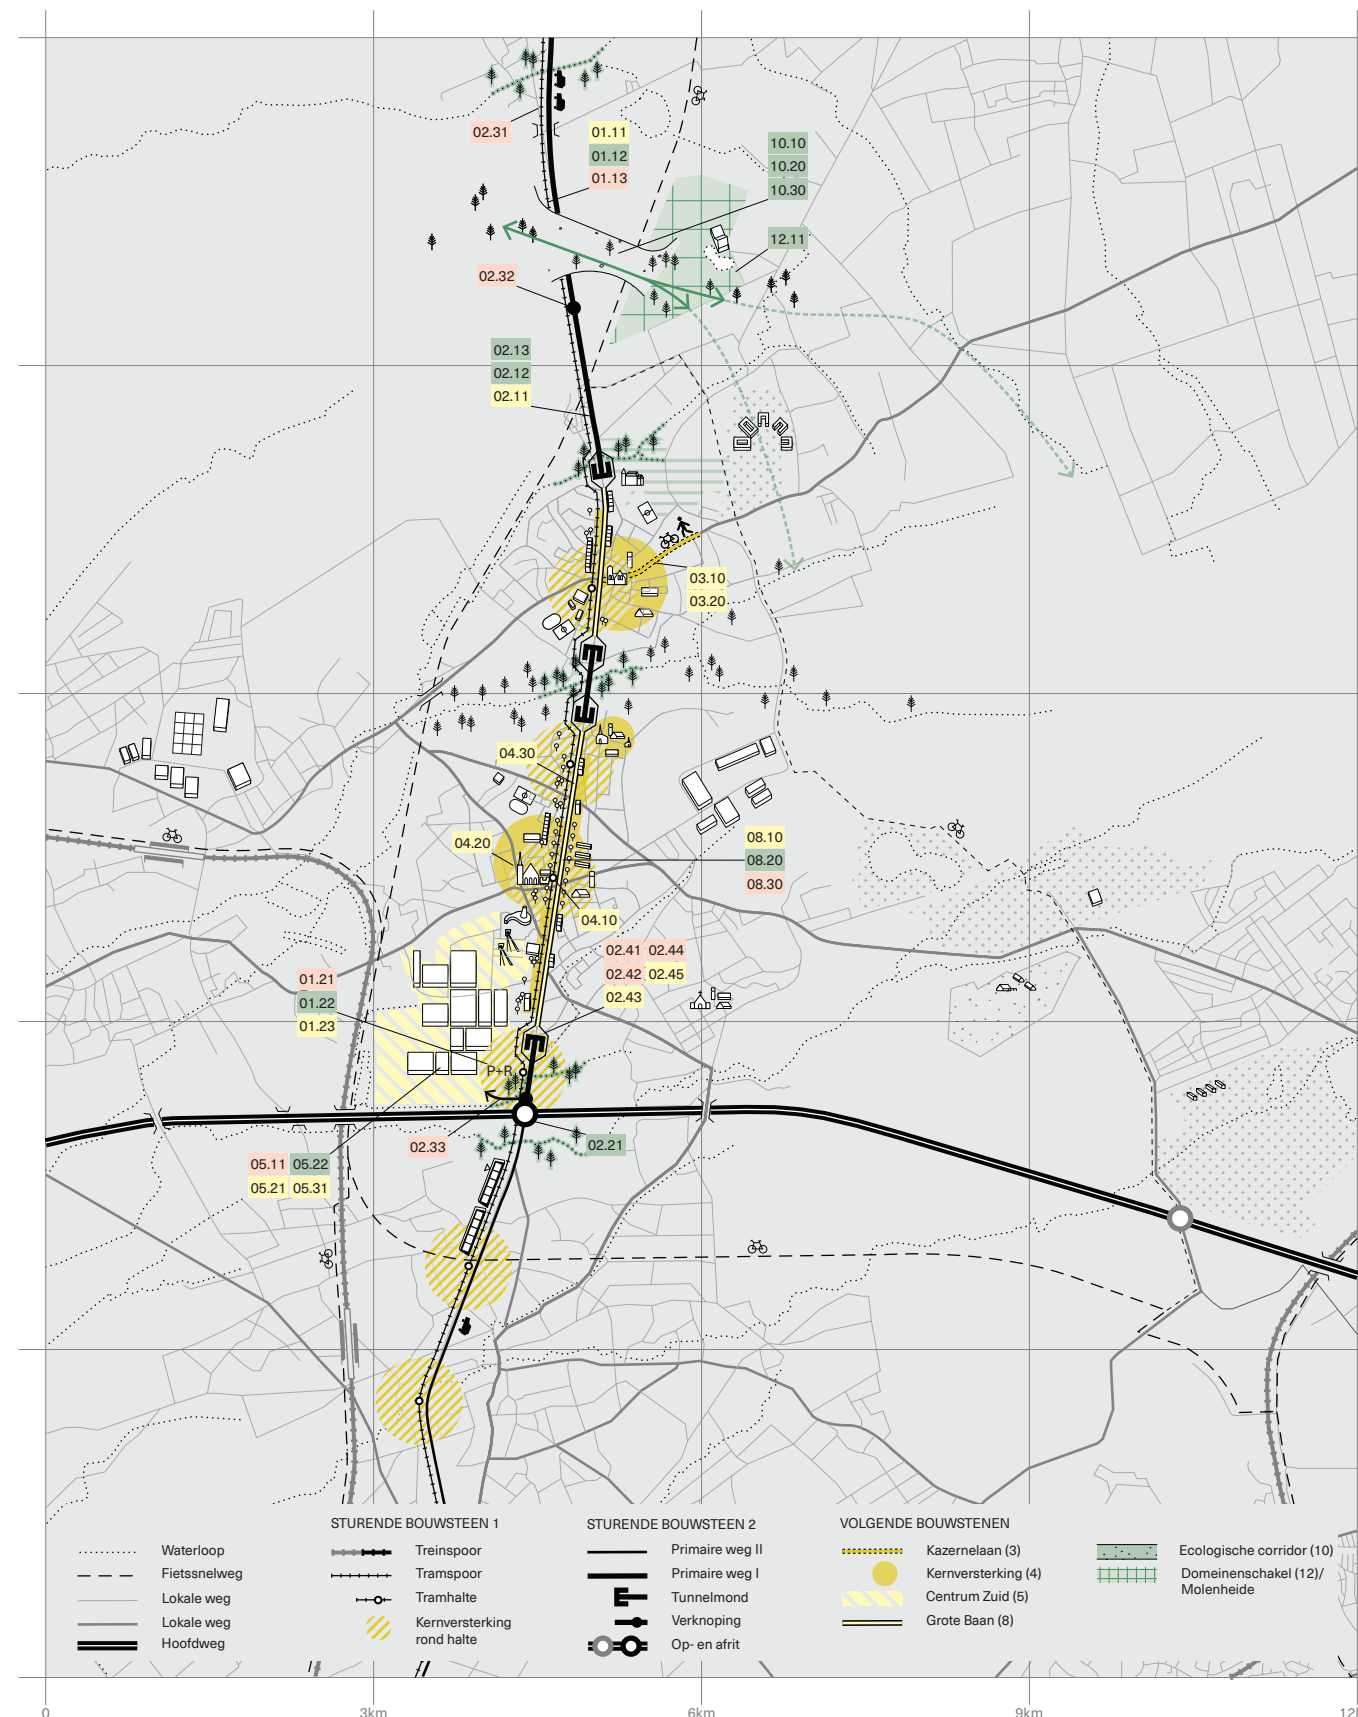 02.31
01.11
01.12
01.13
10.10
10.20
10.30
12.11
02.32
02.13
02.12
02.11
03.10
03.20
04.30
04.20
08.10
08.20
08.30
04.10
02.41 02.44
02.42 02.45
02.43
01.21
01.22
01.23
P+R
02.33
02.21
05.11 05.22
05.21 05.31
Waterloop
Fietssnelweg
Lokale weg
Lokale weg
Hoofdweg
STURENDE BOUWSTEEN 1
Treinspoor
Tramspoor
Tramhalte
Kernversterking
rond halte
STURENDE BOUWSTEEN 2
Primaire weg II
Primaire weg I
Tunnelmond
Verknoping
Op- en afrit
VOLGENDE BOUWSTENEN
Kazernelaan (3)
Kernversterking (4)
Centrum Zuid (5)
Grote Baan (8)
Ecologische corridor (10)
Domeinenschakel (12)/
Molenheide
0 3km 6km 9km